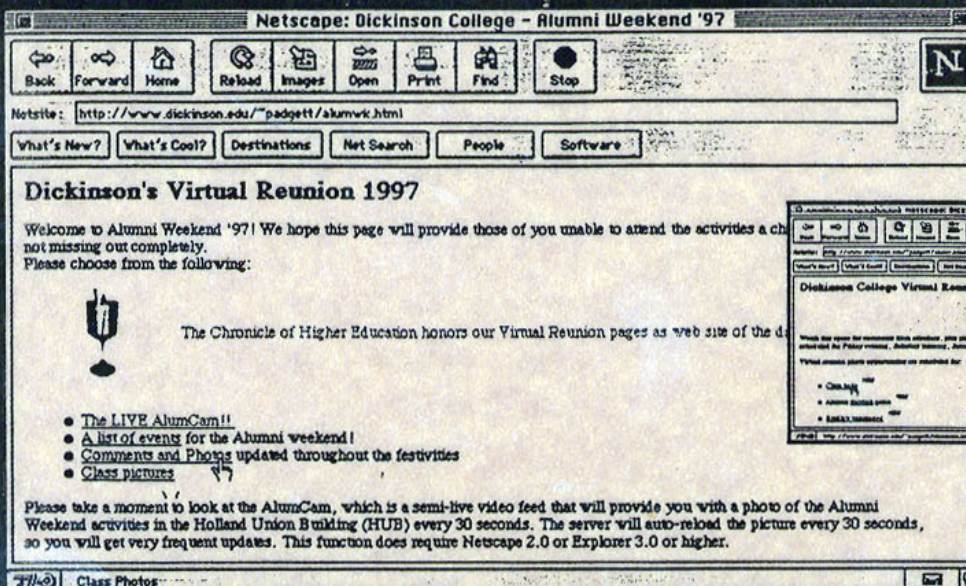 Netscape: Dickinson College - Alumni Weekend '97
Back Forward Home Reload Images Open Print Find Stop
N
Netsite: http://www.dickinson.edu/~padgett/alumwk.html
What's New? What's Cool? Destinations Net Search People Software
Dickinson's Virtual Reunion 1997
Welcome to Alumni Weekend '97! We hope this page will provide those of you unable to attend the activities a ch
not missing out completely.
Please choose from the following:
The Chronicle of Higher Education honors our Virtual Reunion pages as web site of the da
Dickinson College Virtual Reun
The LIVE AlumCam!!
A list of events for the Alumni weekend!
Comments and Photos updated throughout the festivities
Class pictures
Please take a moment to look at the AlumCam, which is a semi-live video feed that will provide you with a photo of the Alumni
Weekend activities in the Holland Union Building (HUB) every 30 seconds. The server will auto-reload the picture every 30 seconds,
so you will get very frequent updates. This function does require Netscape 2.0 or Explorer 3.0 or higher.
Class Photos